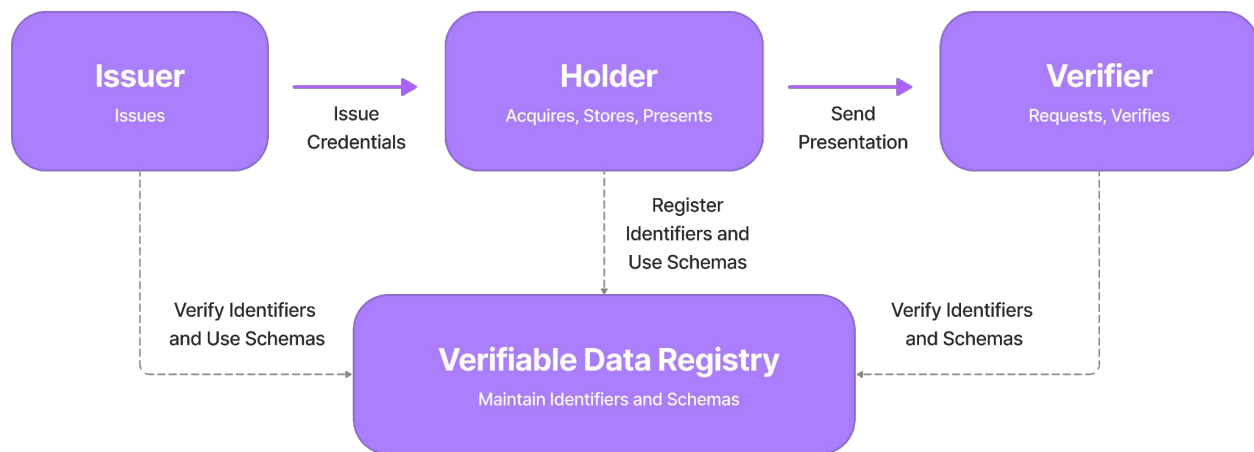 Issuer
Issues
Issue
Credentials
Holder
Acquires, Stores, Presents
Send
Presentation
Verifier
Requests, Verifies
Register
Identifiers and
Use Schemas
Verify Identifiers
and Use Schemas
Verify Identifiers
and Schemas
Verifiable Data Registry
Maintain Identifiers and Schemas